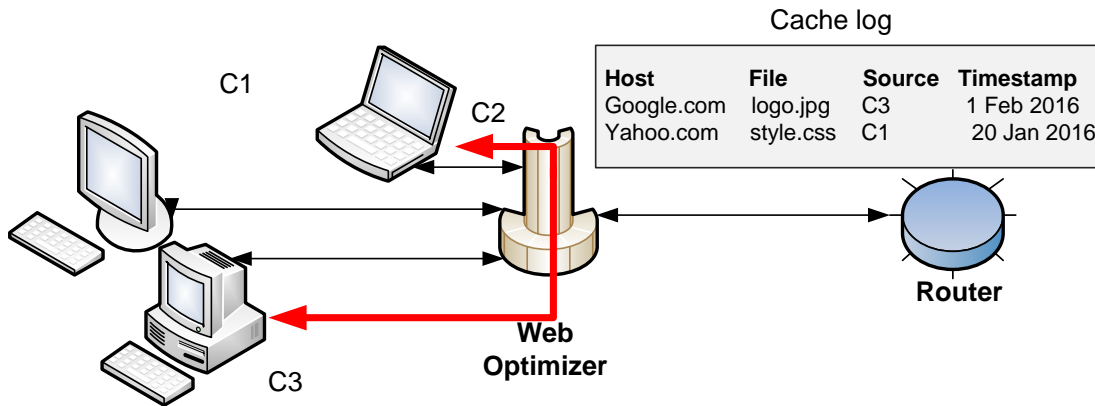 Cache log
Host File Source Timestamp
Google.com logo.jpg C3 1 Feb 2016
Yahoo.com style.css C1 20 Jan 2016
C1
C2
Router
Web
Optimizer
C3